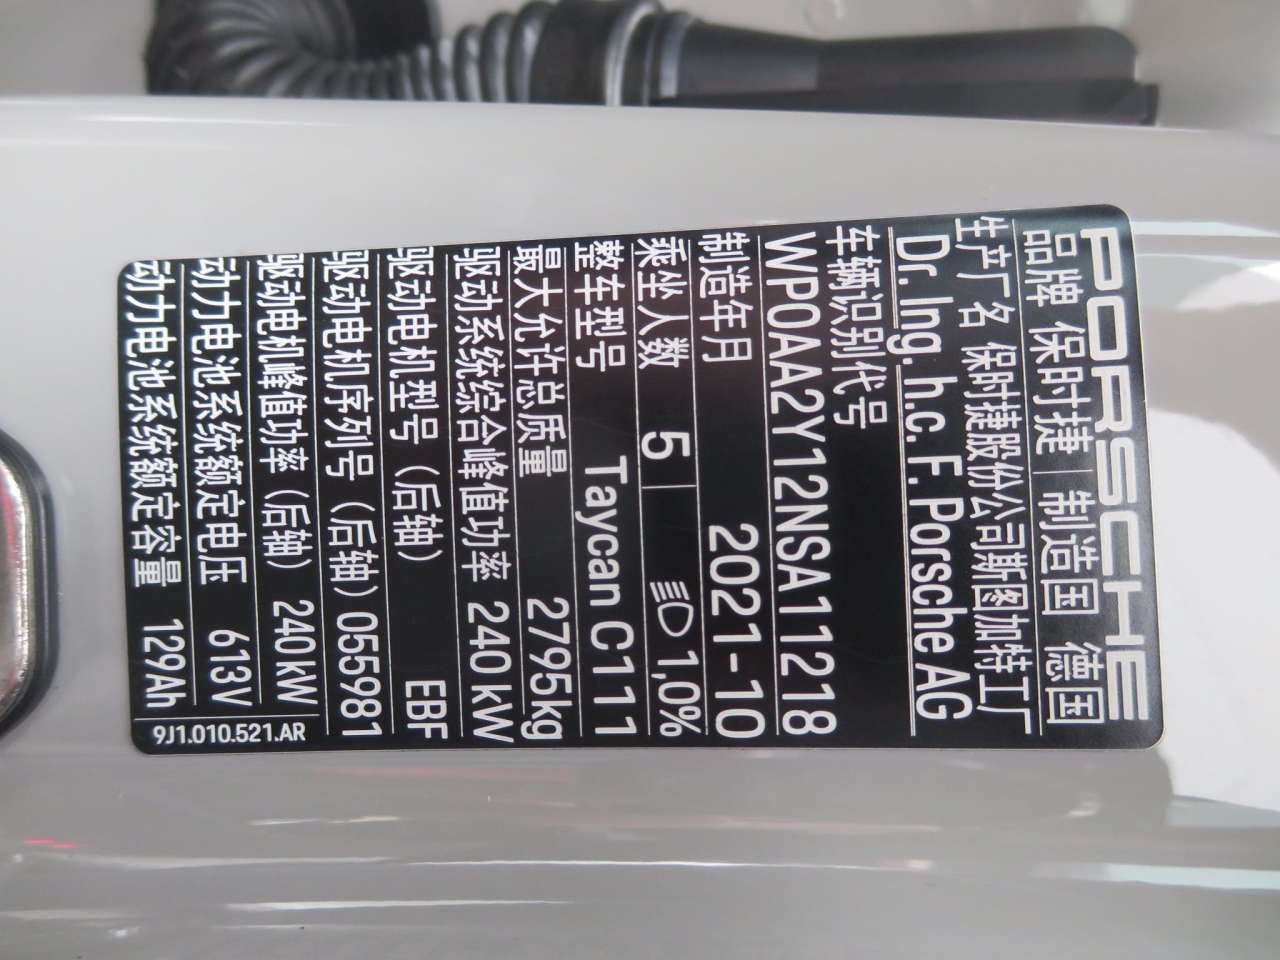 PORSCHE
品牌 保时捷 制造国 德国
生产厂名 保时捷股份公司斯图加特工厂
Dr. Ing. h.c. F. Porsche AG
车辆识别代号
WP0AA2Y12NSA11218
制造年月 2021-10
乘坐人数 5 1,0%
整车型号 Taycan C111
最大允许总质量 2795kg
驱动系统综合峰值功率 240kW
驱动电机型号（后轴） EBF
驱动电机序列号（后轴）055981
驱动电机峰值功率（后轴） 240kW
动力电池系统额定电压 613V
动力电池系统额定容量 129Ah
9J1.010.521.AR